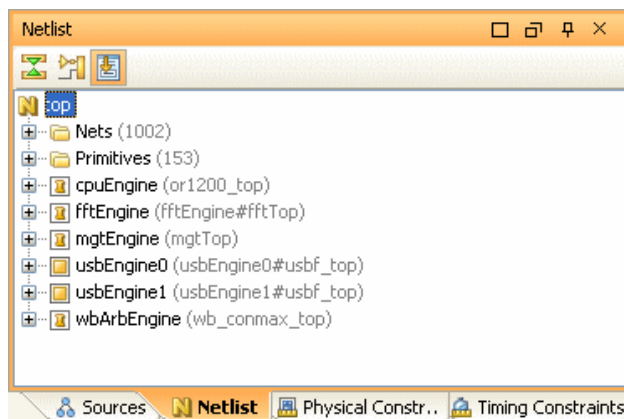 Netlist
top
Nets (1002)
Primitives (153)
cpuEngine (or1200_top)
fftEngine (fftEngine#fftTop)
mgtEngine (mgtTop)
usbEngine0 (usbEngine0#usbf_top)
usbEngine1 (usbEngine1#usbf_top)
wbArbEngine (wb_conmax_top)
Sources Netlist Physical Constr.. Timing Constraints